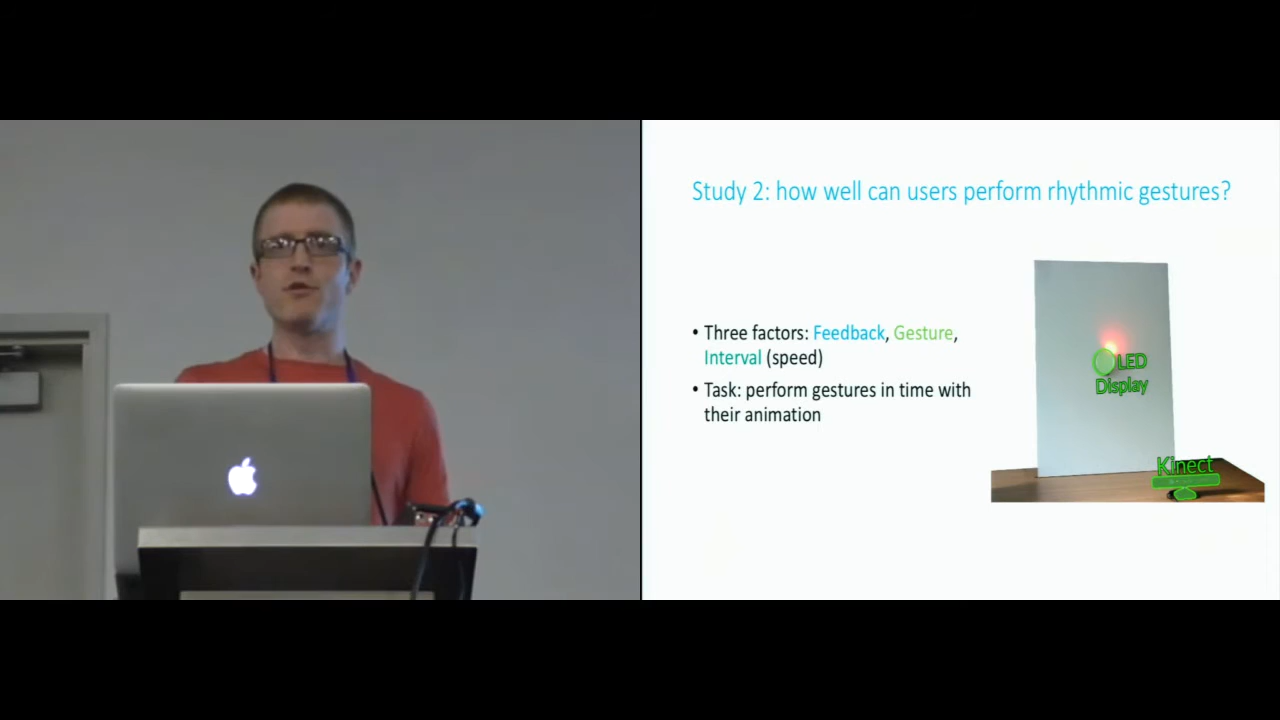 Study 2: how well can users perform rhythmic gestures?
• Three factors: Feedback, Gesture,
Interval (speed)
• Task: perform gestures in time with
their animation
LED
Display
Kinect